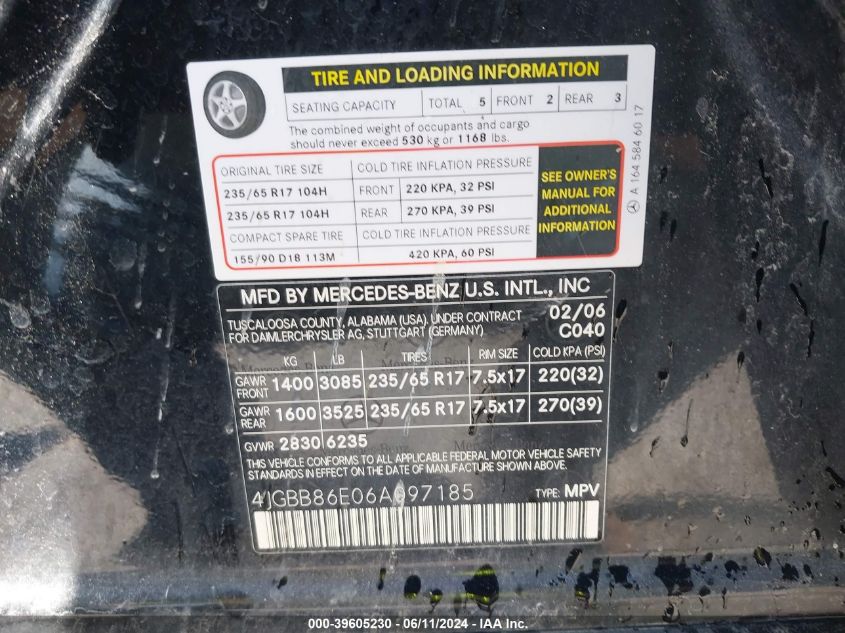 TIRE AND LOADING INFORMATION
SEATING CAPACITY TOTAL 5 FRONT 2 REAR 3
The combined weight of occupants and cargo
should never exceed 530 kg or 1168 lbs.
ORIGINAL TIRE SIZE COLD TIRE INFLATION PRESSURE
235/65 R17 104H FRONT 220 KPA, 32 PSI
235/65 R17 104H REAR 270 KPA, 39 PSI
COMPACT SPARE TIRE COLD TIRE INFLATION PRESSURE
155/90 D18 113M 420 KPA, 60 PSI
SEE OWNER'S
MANUAL FOR
ADDITIONAL
INFORMATION
A 164 584 60 17
MFD BY MERCEDES-BENZ U.S. INTL., INC
TUSCALOOSA COUNTY, ALABAMA (USA), UNDER CONTRACT 02/06
FOR DAIMLERCHRYSLER AG, STUTTGART (GERMANY) C040
KG LB TIRES RIM SIZE COLD KPA (PSI)
GAWR FRONT 1400 3085 235/65 R17 7.5x17 220(32)
GAWR REAR 1600 3525 235/65 R17 7.5x17 270(39)
GVWR 2830 6235
THIS VEHICLE CONFORMS TO ALL APPLICABLE FEDERAL MOTOR VEHICLE SAFETY
STANDARDS IN EFFECT ON THE DATE OF MANUFACTURE SHOWN ABOVE.
4JGBB86E06A097185 TYPE: MPV
000-39605230 - 06/11/2024 - IAA Inc.